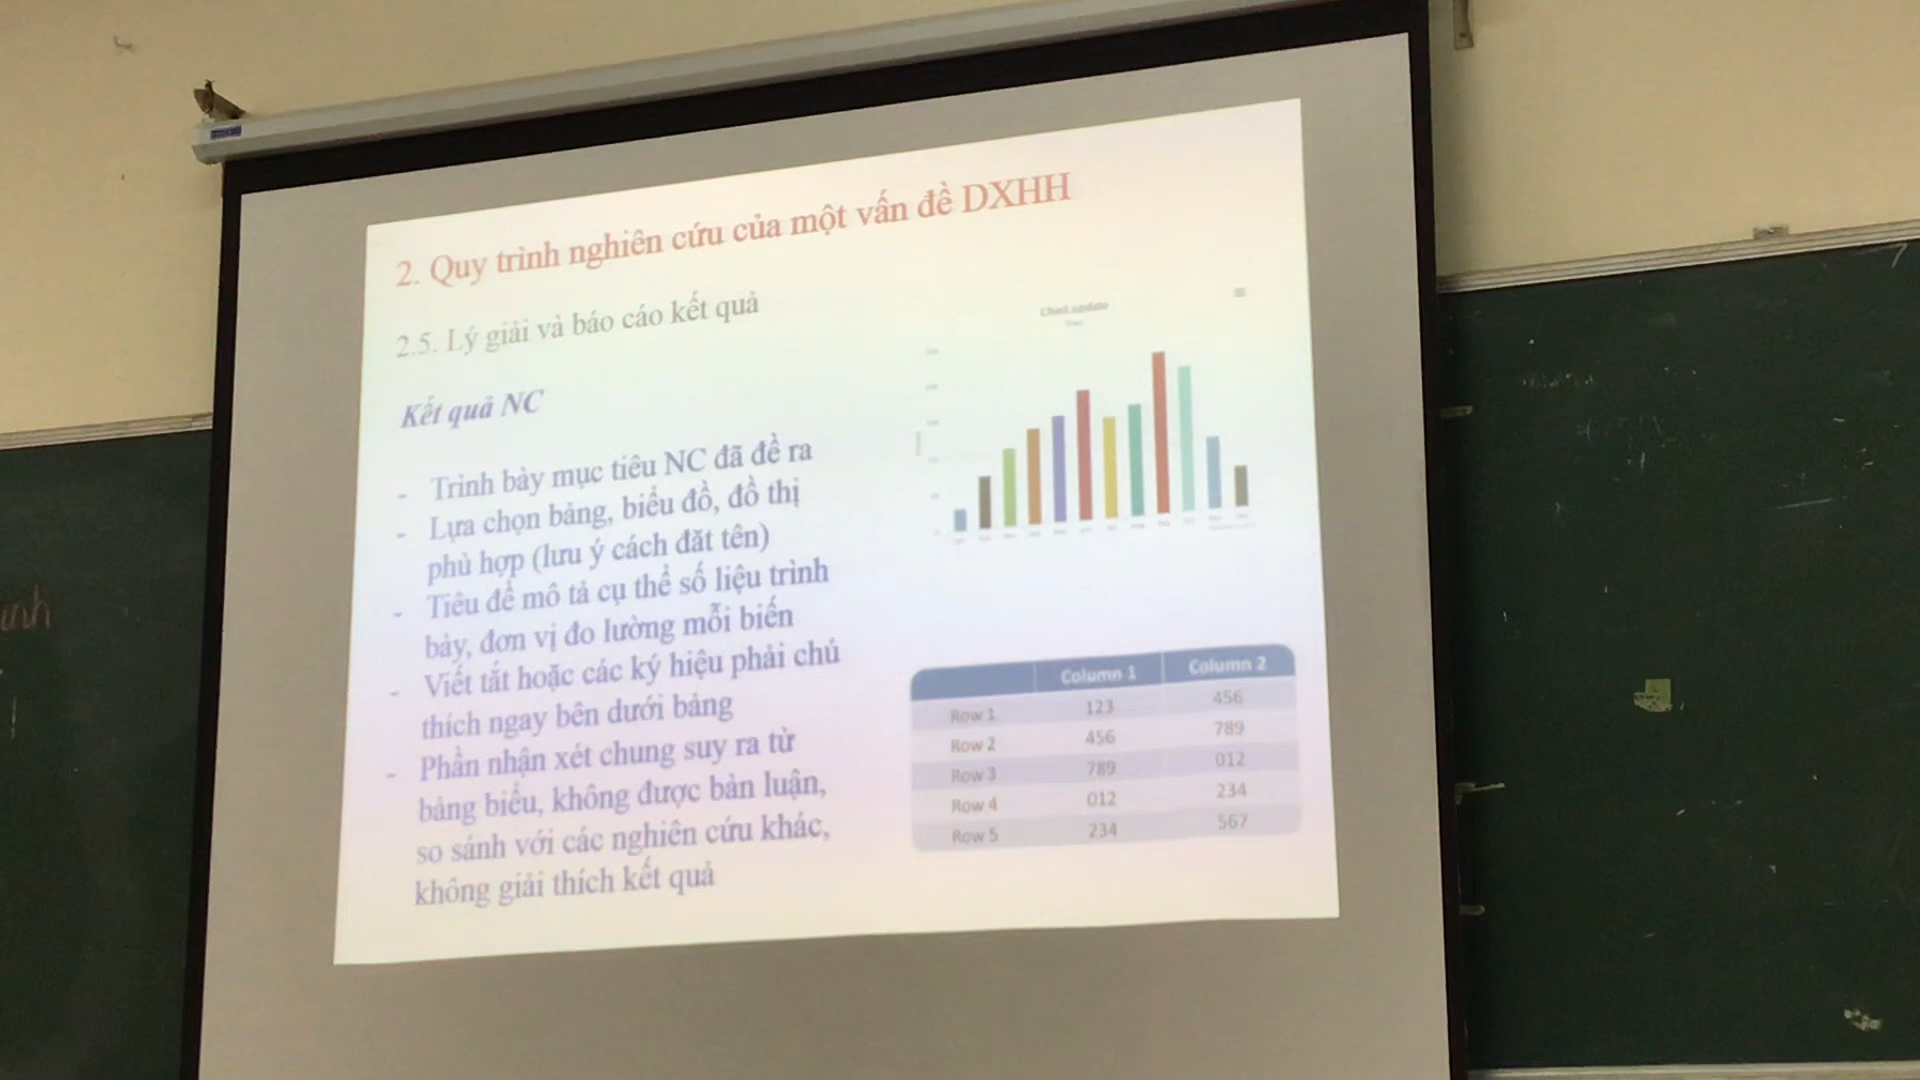 2. Quy trình nghiên cứu của một vấn đề DXHH
2.5. Lý giải và báo cáo kết quả
Kết quả NC
- Trình bày mục tiêu NC đã đề ra
- Lựa chọn bảng, biểu đồ, đồ thị
phù hợp (lưu ý cách đặt tên)
- Tiêu đề mô tả cụ thể số liệu trình
bày, đơn vị đo lường mỗi biến
- Viết tắt hoặc các ký hiệu phải chú
thích ngay bên dưới bảng
- Phần nhận xét chung suy ra từ
bảng biểu, không được bàn luận,
so sánh với các nghiên cứu khác,
không giải thích kết quả
Chart update
Column 1 Column 2
Row 1 123 456
Row 2 456 789
Row 3 789 012
Row 4 012 234
Row 5 234 567